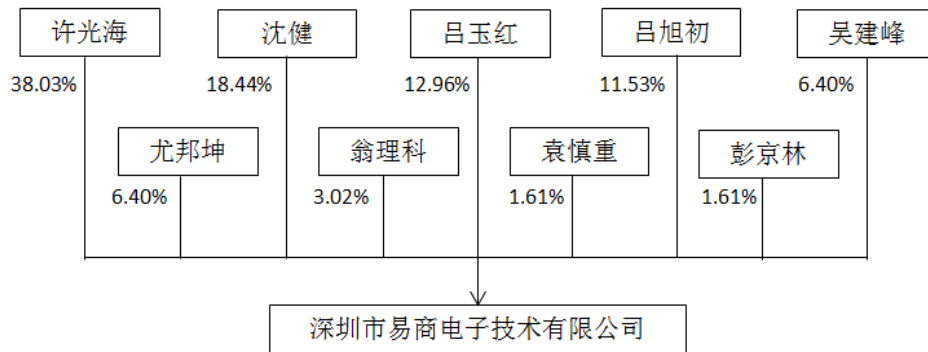 许光海 沈健 吕玉红 吕旭初 吴建峰
38.03% 18.44% 12.96% 11.53% 6.40%
尤邦坤 翁理科 袁慎重 彭京林
6.40% 3.02% 1.61% 1.61%
深圳市易商电子技术有限公司